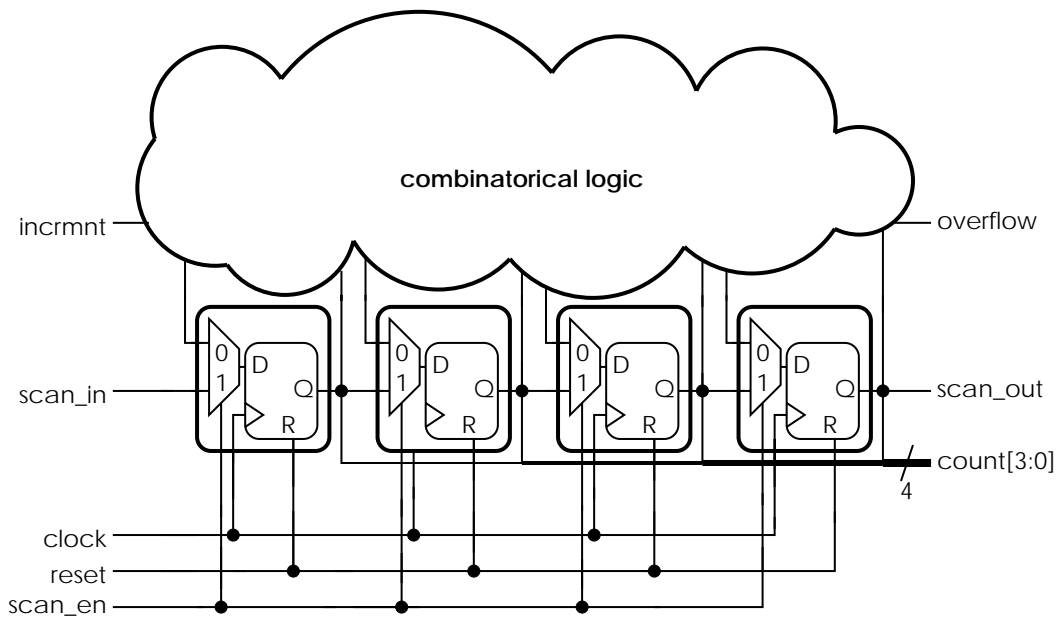 combinatorical logic
incrmnt
overflow
0
1
D
Q
R
0
1
D
Q
R
0
1
D
Q
R
0
1
D
Q
R
scan_in
scan_out
count[3:0]
4
clock
reset
scan_en